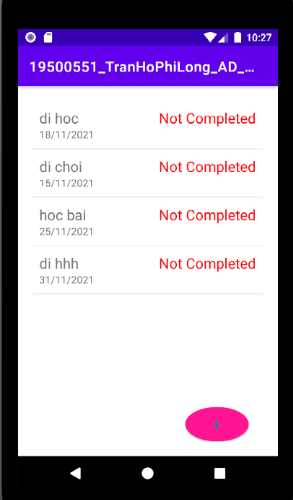 10:27
19500551_TranHoPhiLong_AD_...
di hoc Not Completed
18/11/2021
di choi Not Completed
15/11/2021
hoc bai Not Completed
25/11/2021
di hhh Not Completed
31/11/2021
+